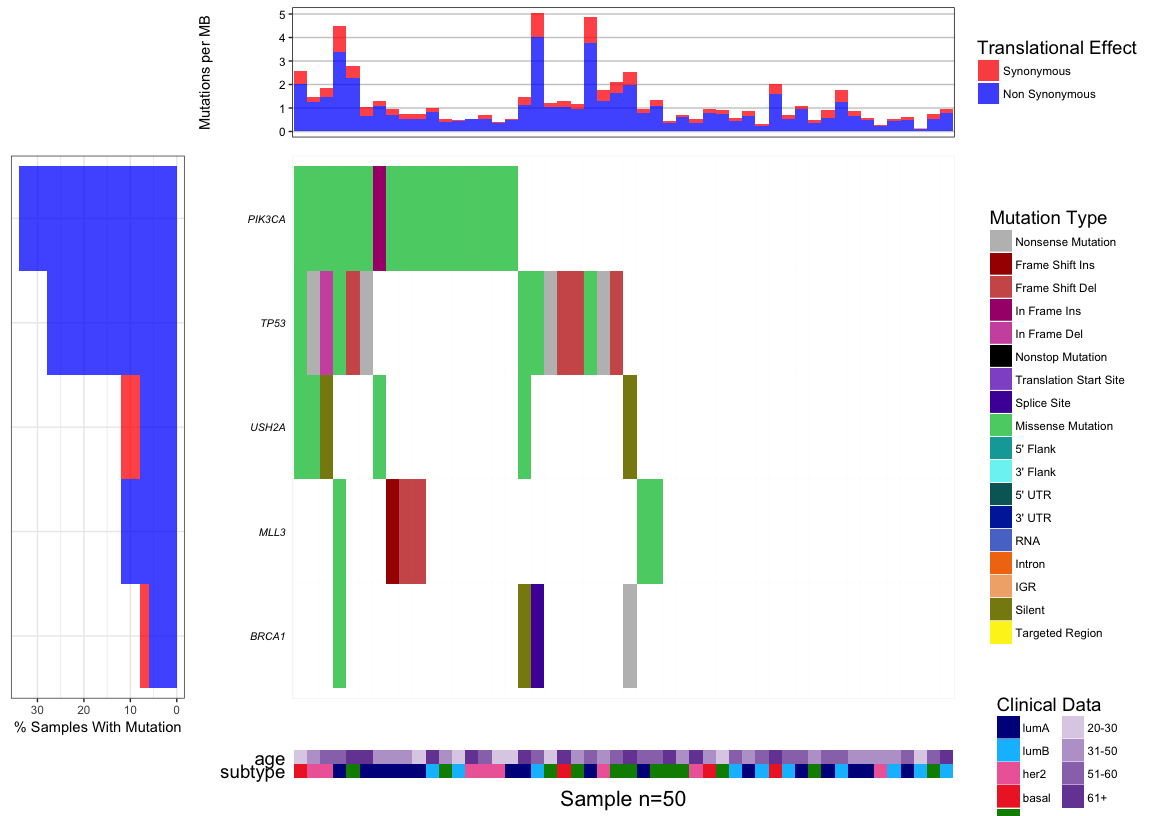 Mutations per MB
5
4
3
2
1
0
Translational Effect
Synonymous
Non Synonymous
PIK3CA
TP53
USH2A
MLL3
BRCA1
30 20 10 0
% Samples With Mutation
Mutation Type
Nonsense Mutation
Frame Shift Ins
Frame Shift Del
In Frame Ins
In Frame Del
Nonstop Mutation
Translation Start Site
Splice Site
Missense Mutation
5' Flank
3' Flank
5' UTR
3' UTR
RNA
Intron
IGR
Silent
Targeted Region
age
subtype
Sample n=50
Clinical Data
lumA 20-30
lumB 31-50
her2 51-60
basal 61+